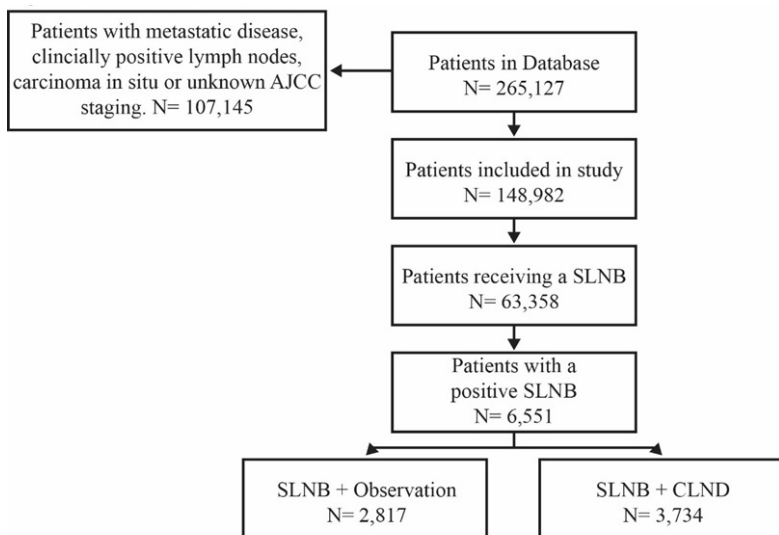 Patients with metastatic disease,
clincially positive lymph nodes,
carcinoma in situ or unknown AJCC
staging. N= 107,145
Patients in Database
N= 265,127
Patients included in study
N= 148,982
Patients receiving a SLNB
N= 63,358
Patients with a
positive SLNB
N= 6,551
SLNB + Observation
N= 2,817
SLNB + CLND
N= 3,734